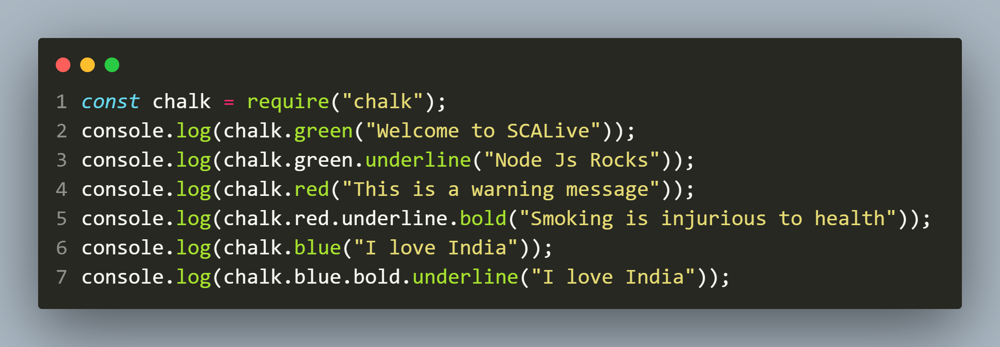 1 const chalk = require("chalk");
2 console.log(chalk.green("Welcome to SCALive"));
3 console.log(chalk.green.underline("Node Js Rocks"));
4 console.log(chalk.red("This is a warning message"));
5 console.log(chalk.red.underline.bold("Smoking is injurious to health"));
6 console.log(chalk.blue("I love India"));
7 console.log(chalk.blue.bold.underline("I love India"));